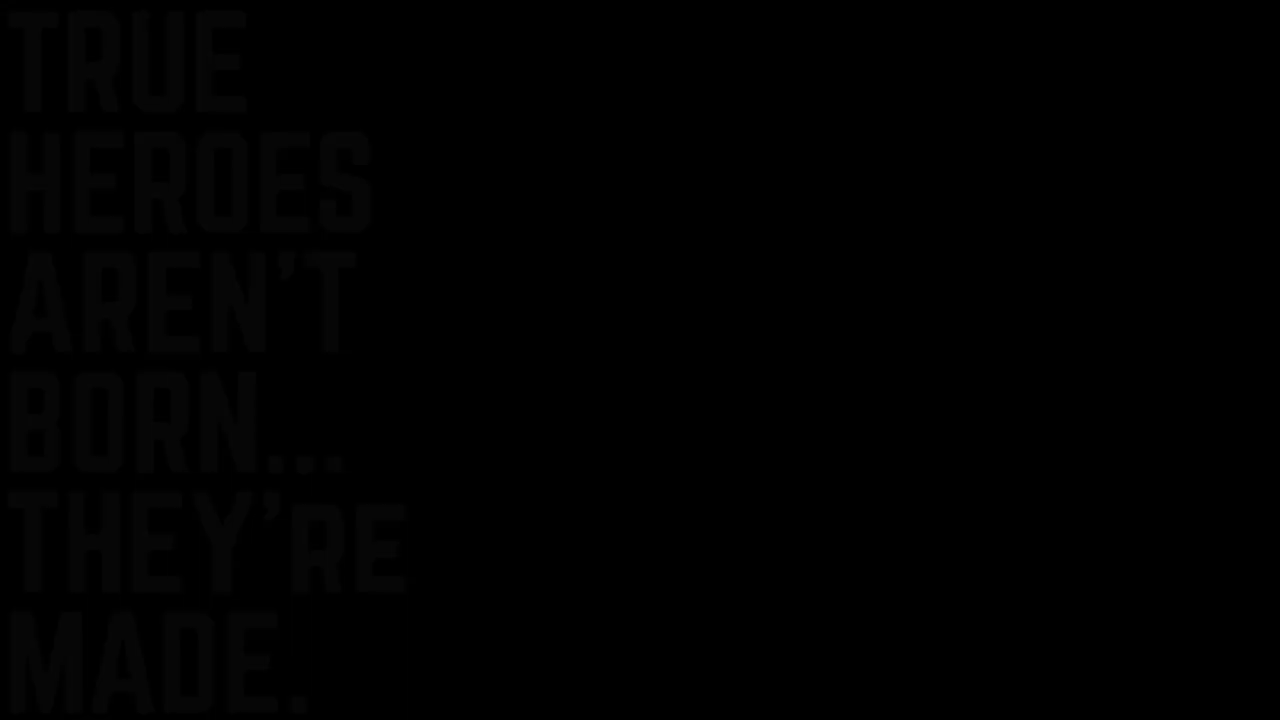 TRUE
HEROES
AREN’T
BORN...
THEY’RE
MADE.